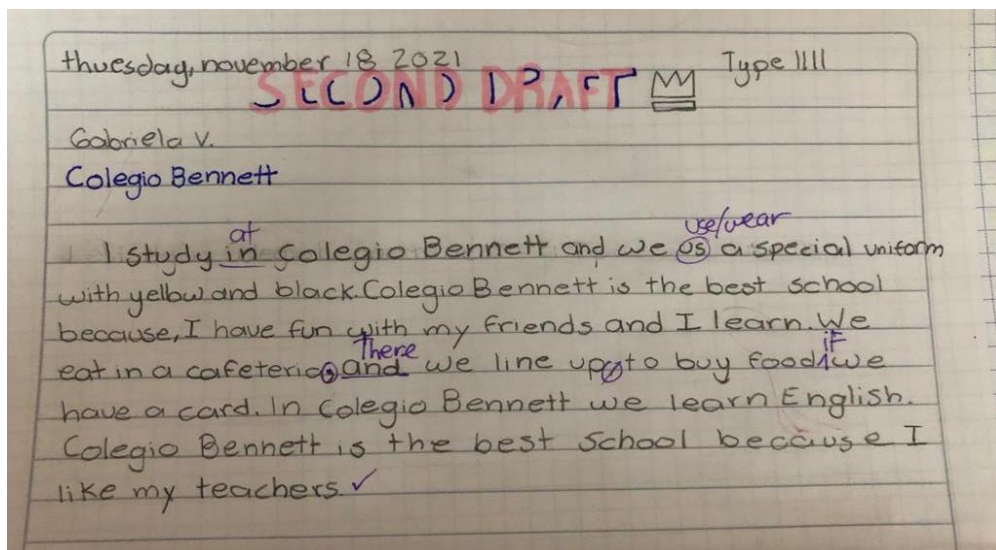 thuesday, november 18 2021 Type IIII
SECOND DRAFT
Gabriela V.
Colegio Bennett
at use/wear
I study in Colegio Bennett and we us a special uniform
with yellow and black. Colegio Bennett is the best school
because, I have fun with my friends and I learn. We
There if
eat in a cafeteria. and we line up to buy food we
have a card. In Colegio Bennett we learn English.
Colegio Bennett is the best school because I
like my teachers. ✓